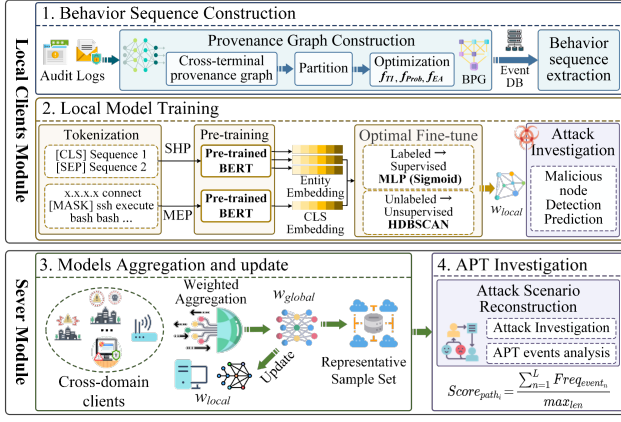 Local Clients Module
1. Behavior Sequence Construction
Audit Logs
Provenance Graph Construction
Cross-terminal
provenance graph
Partition
Optimization
f_TI, f_Prob, f_EA
BPG
Event
DB
Behavior
sequence
extraction
2. Local Model Training
Tokenization
[CLS] Sequence 1
[SEP] Sequence 2
x.x.x.x connect
[MASK] ssh execute
bash bash ...
SHP
MEP
Pre-training
Pre-trained
BERT
Pre-trained
BERT
Entity
Embedding
CLS
Embedding
Optimal Fine-tune
Labeled →
Supervised
MLP (Sigmoid)
Unlabeled →
Unsupervised
HDBSCAN
w_local
Attack
Investigation
Malicious
node
Detection
Prediction
Sever Module
3. Models Aggregation and update
Cross-domain
clients
Weighted
Aggregation
w_global
Update
w_local
Representative
Sample Set
4. APT Investigation
Attack Scenario
Reconstruction
Attack Investigation
APT events analysis
Score_path_i = ∑_{n=1}^{L} Freq_event_n / max_len